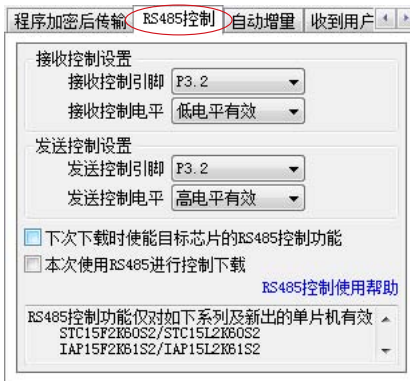 程序加密后传输 RS485控制 自动增量 收到用户
接收控制设置
接收控制引脚 P3.2
接收控制电平 低电平有效
发送控制设置
发送控制引脚 P3.2
发送控制电平 高电平有效
下次下载时使能目标芯片的RS485控制功能
本次使用RS485进行控制下载
RS485控制使用帮助
RS485控制功能仅对如下系列及新出的单片机有效
STC15F2K60S2/STC15L2K60S2
IAP15F2K61S2/IAP15L2K61S2